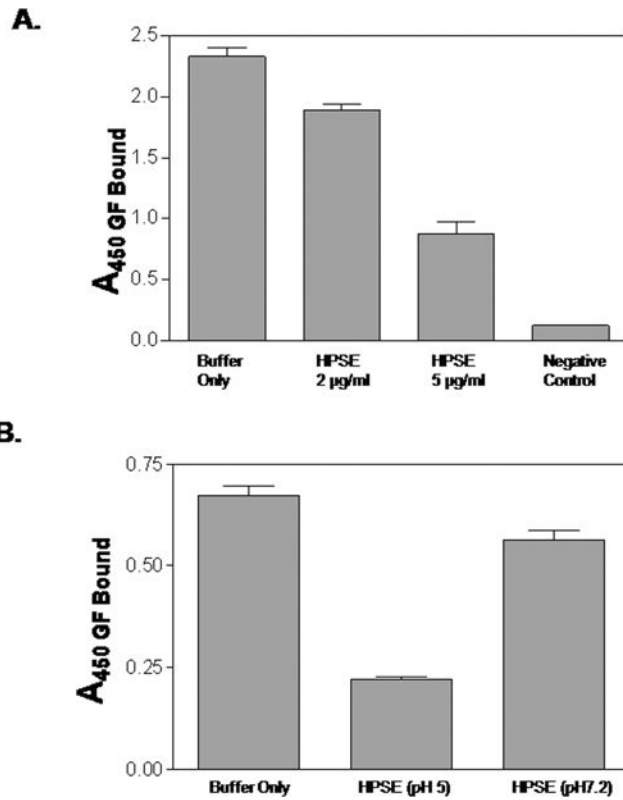 A.
A450 GF Bound
2.5
2.0
1.5
1.0
0.5
0.0
Buffer Only
HPSE 2 µg/ml
HPSE 5 µg/ml
Negative Control
B.
A450 GF Bound
0.75
0.50
0.25
0.00
Buffer Only
HPSE (pH 5)
HPSE (pH7.2)